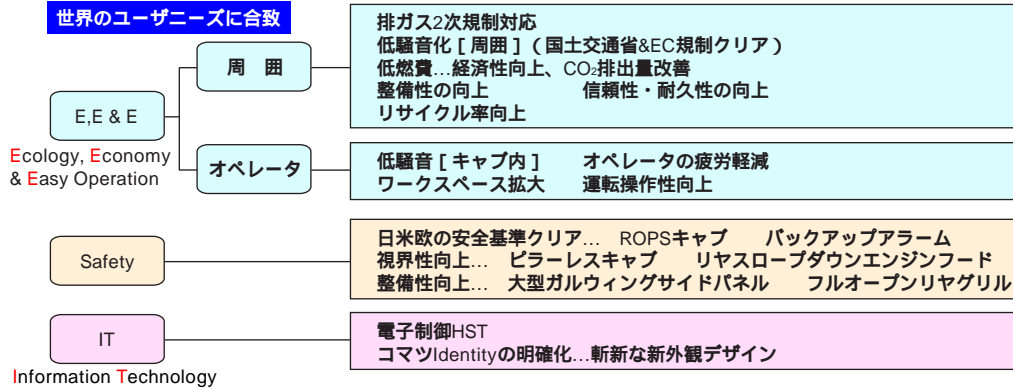 世界のユーザニーズに合致
周 囲
排ガス2次規制対応
低騒音化[周囲](国土交通省&EC規制クリア)
低燃費…経済性向上、CO₂排出量改善
整備性の向上 信頼性・耐久性の向上
リサイクル率向上
E,E & E
Ecology, Economy
& Easy Operation
オペレータ
低騒音[キャブ内] オペレータの疲労軽減
ワークスペース拡大 運転操作性向上
Safety
日米欧の安全基準クリア… ROPSキャブ バックアップアラーム
視界性向上… ピラーレスキャブ リヤスロープダウンエンジンフード
整備性向上… 大型ガルウィングサイドパネル フルオープンリヤグリル
IT
Information Technology
電子制御HST
コマツIdentityの明確化…斬新な新外観デザイン